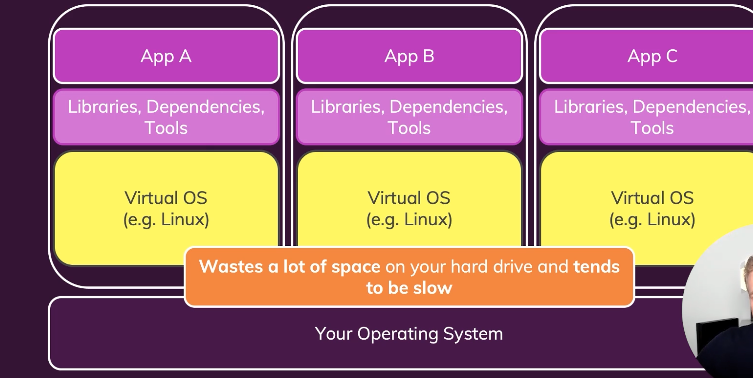 App A
App B
App C
Libraries, Dependencies,
Tools
Libraries, Dependencies,
Tools
Libraries, Dependencies,
Tools
Virtual OS
(e.g. Linux)
Virtual OS
(e.g. Linux)
Virtual OS
(e.g. Linux)
Wastes a lot of space on your hard drive and tends
to be slow
Your Operating System